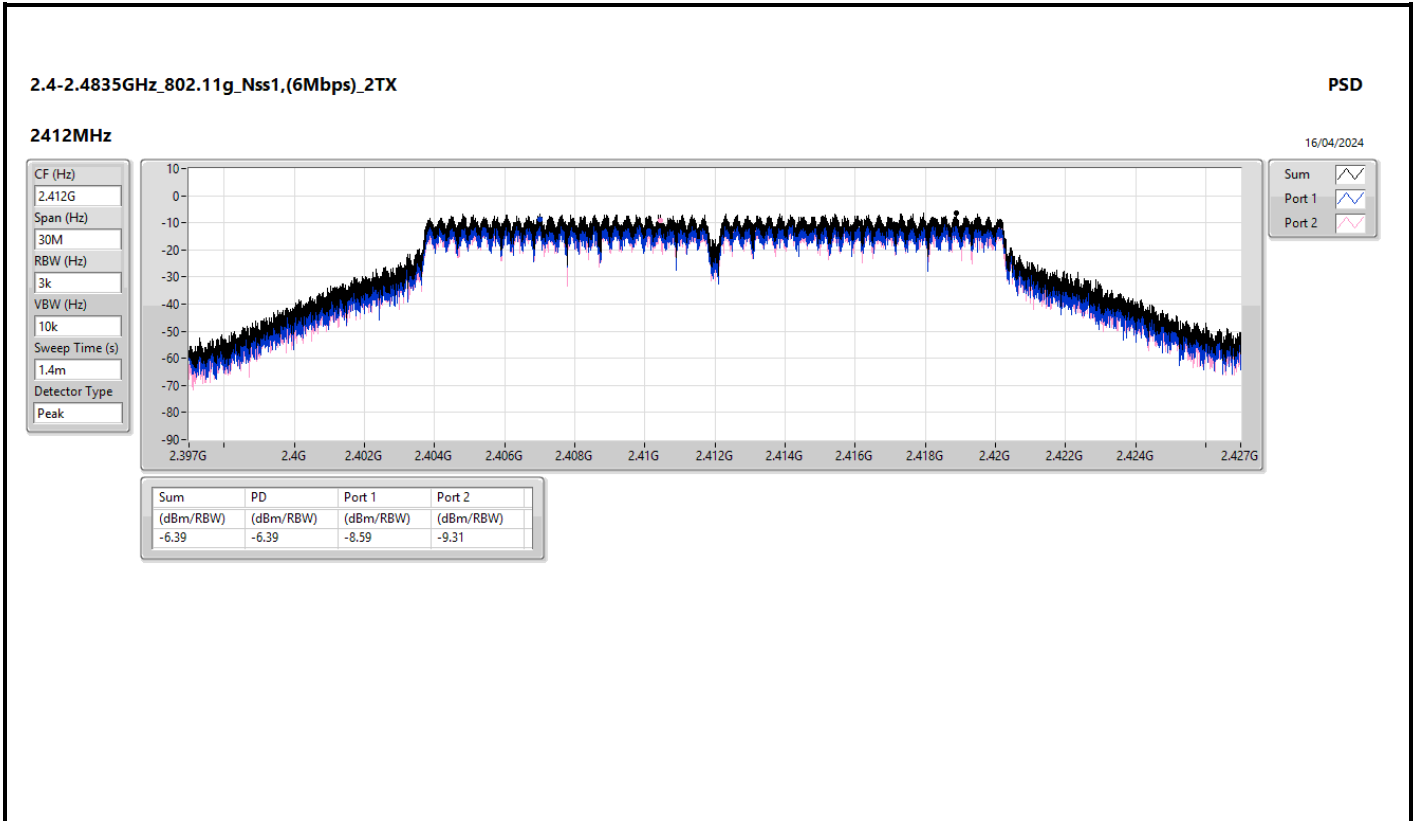 2.4-2.4835GHz_802.11g_Nss1,(6Mbps)_2TX
PSD
2412MHz
16/04/2024
CF (Hz)
2.412G
Span (Hz)
30M
RBW (Hz)
3k
VBW (Hz)
10k
Sweep Time (s)
1.4m
Detector Type
Peak
10
0
-10
-20
-30
-40
-50
-60
-70
-80
-90
2.397G 2.4G 2.402G 2.404G 2.406G 2.408G 2.41G 2.412G 2.414G 2.416G 2.418G 2.42G 2.422G 2.424G 2.427G
Sum
Port 1
Port 2
Sum PD Port 1 Port 2
(dBm/RBW) (dBm/RBW) (dBm/RBW) (dBm/RBW)
-6.39 -6.39 -8.59 -9.31